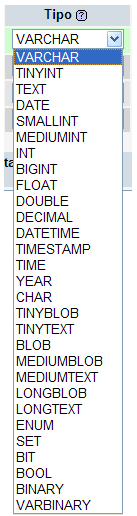 Tipo ?
VARCHAR
VARCHAR
TINYINT
TEXT
DATE
SMALLINT
MEDIUMINT
INT
BIGINT
FLOAT
DOUBLE
DECIMAL
DATETIME
TIMESTAMP
TIME
YEAR
CHAR
TINYBLOB
TINYTEXT
BLOB
MEDIUMBLOB
MEDIUMTEXT
LONGBLOB
LONGTEXT
ENUM
SET
BIT
BOOL
BINARY
VARBINARY